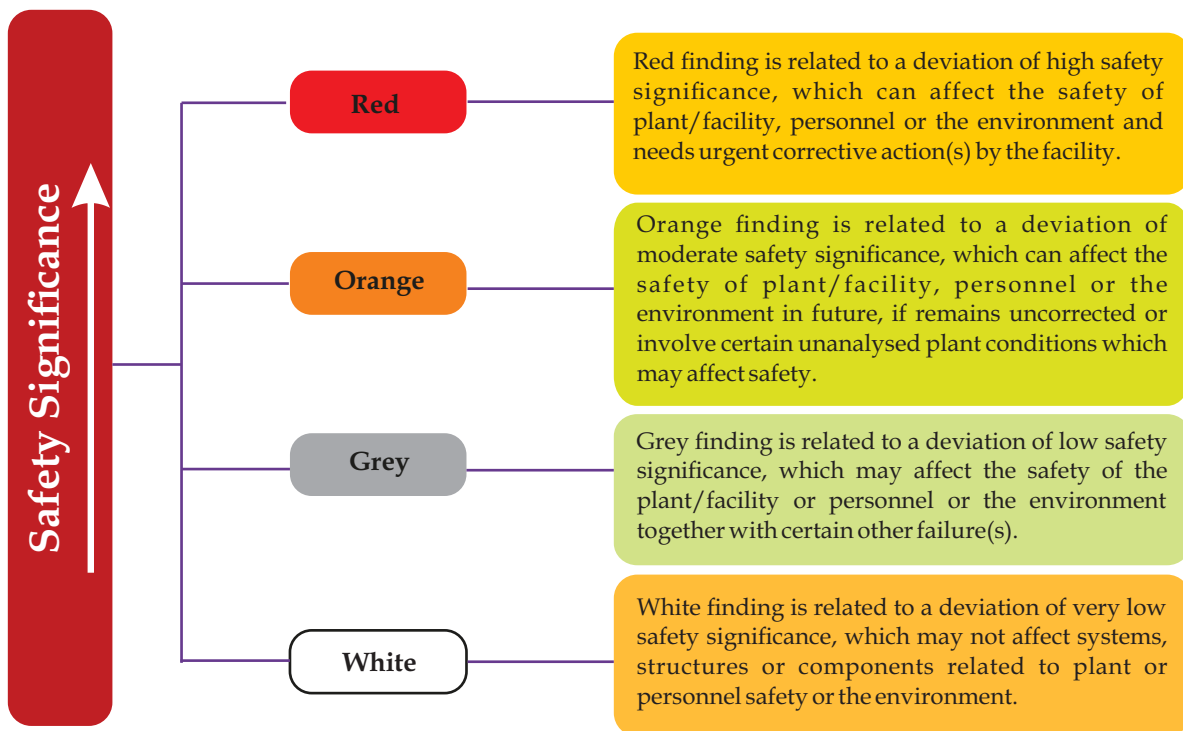 Safety Significance
Red
Red finding is related to a deviation of high safety
significance, which can affect the safety of
plant/facility, personnel or the environment and
needs urgent corrective action(s) by the facility.
Orange
Orange finding is related to a deviation of
moderate safety significance, which can affect the
safety of plant/facility, personnel or the
environment in future, if remains uncorrected or
involve certain unanalysed plant conditions which
may affect safety.
Grey
Grey finding is related to a deviation of low safety
significance, which may affect the safety of the
plant/facility or personnel or the environment
together with certain other failure(s).
White
White finding is related to a deviation of very low
safety significance, which may not affect systems,
structures or components related to plant or
personnel safety or the environment.